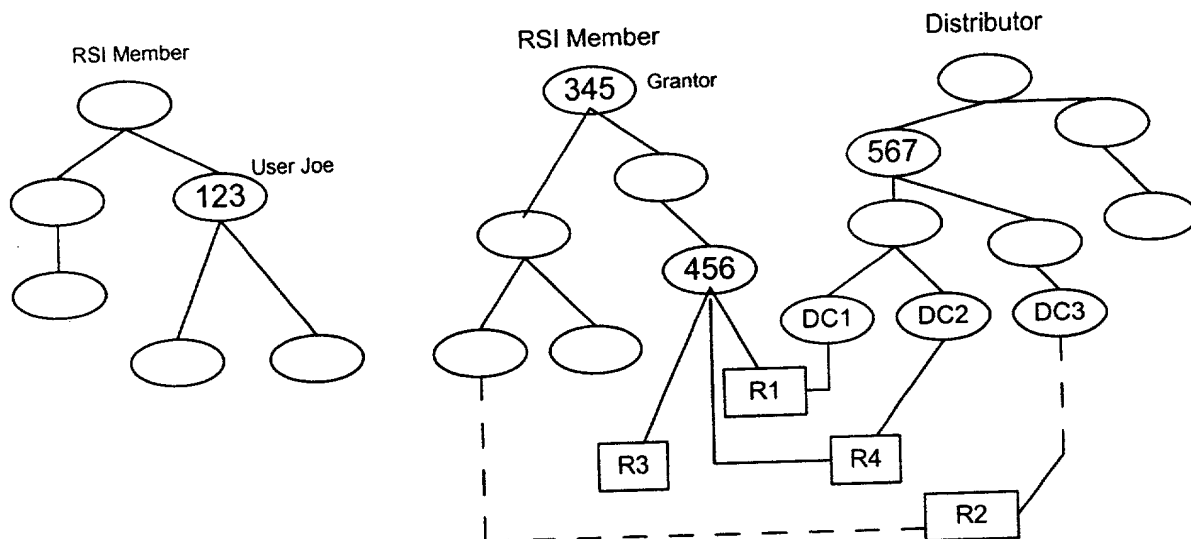 RSI Member
RSI Member
Distributor
345
Grantor
567
User Joe
123
456
DC1
DC2
DC3
R1
R3
R4
R2